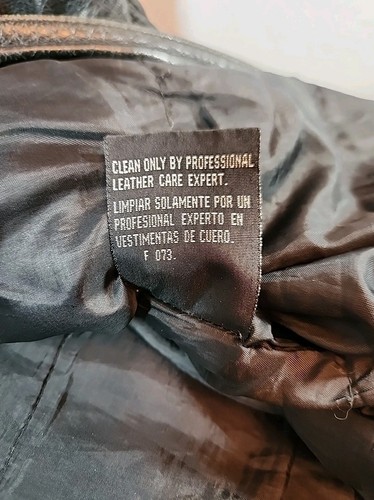 CLEAN ONLY BY PROFESSIONAL
LEATHER CARE EXPERT.
LIMPIAR SOLAMENTE POR UN
PROFESIONAL EXPERTO EN
VESTIMENTAS DE CUERO.
F 073.